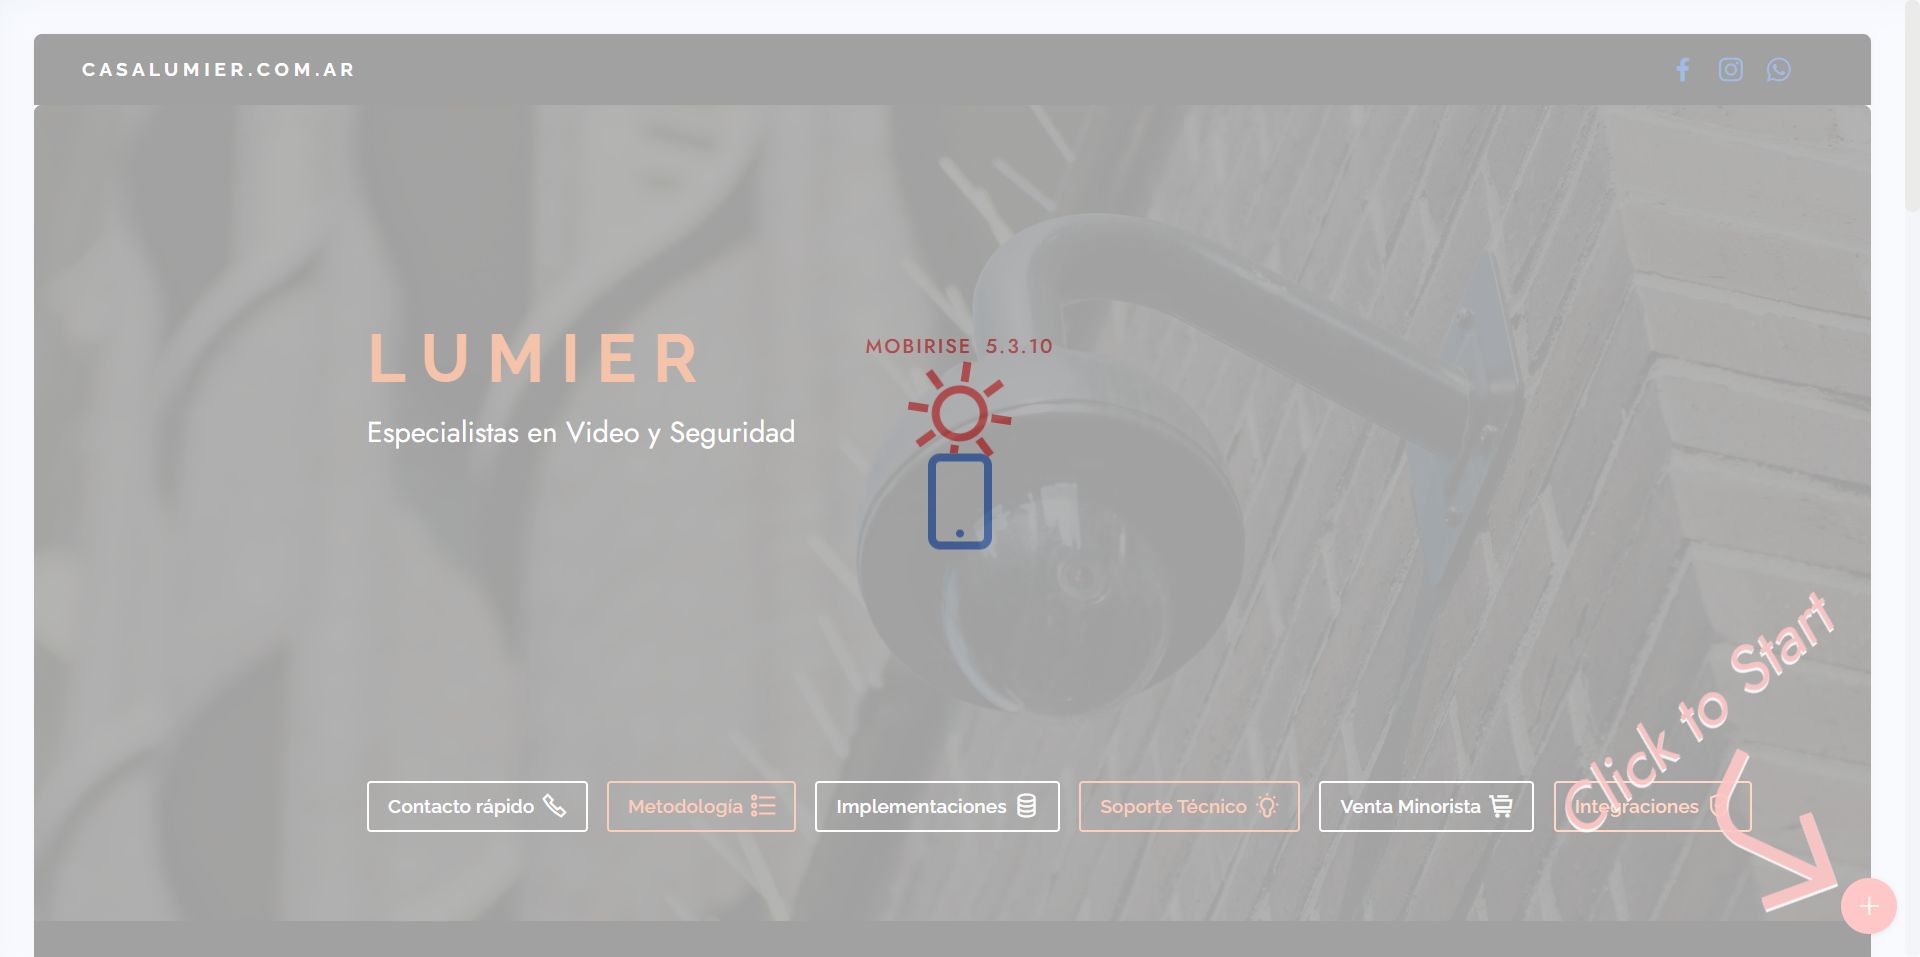 CASALUMIER.COM.AR
LUMIER
MOBIRISE 5.3.10
Especialistas en Video y Seguridad
Click to Start
Contacto rápido
Metodología
Implementaciones
Soporte Técnico
Venta Minorista
Integraciones